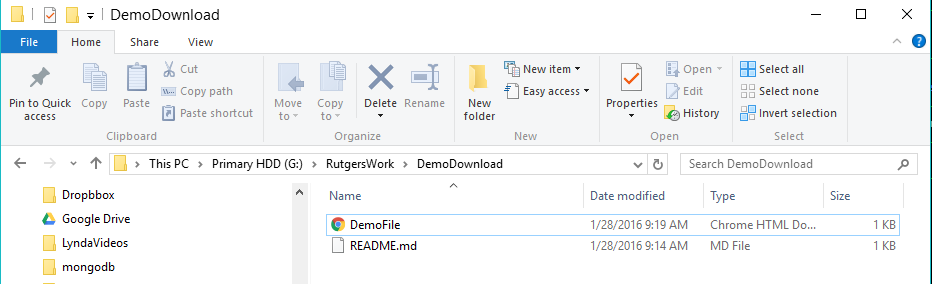 DemoDownload
File Home Share View
Pin to Quick access
Copy
Paste
Cut
Copy path
Paste shortcut
Clipboard
Move to
Copy to
Delete
Rename
Organize
New folder
New item
Easy access
New
Properties
Open
Edit
History
Open
Select all
Select none
Invert selection
Select
This PC Primary HDD (G:) RutgersWork DemoDownload
Search DemoDownload
Dropbbox
Google Drive
LyndaVideos
mongodb
Name Date modified Type Size
DemoFile 1/28/2016 9:19 AM Chrome HTML Do... 1 KB
README.md 1/28/2016 9:14 AM MD File 1 KB